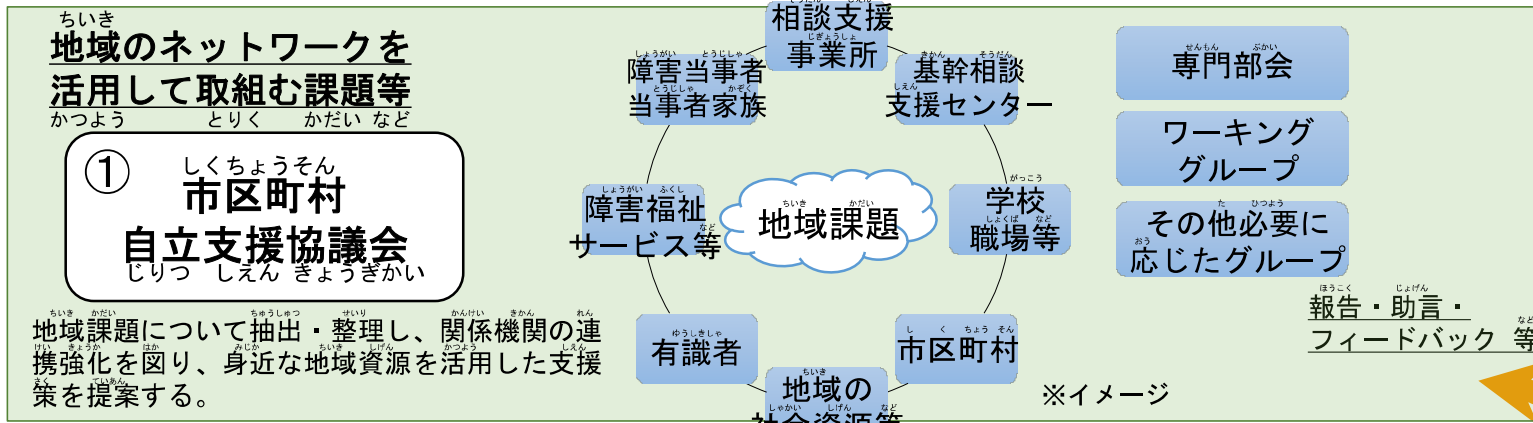 地域のネットワークを
活用して取組む課題等
①
市区町村
自立支援協議会
地域課題について抽出・整理し、関係機関の連
携強化を図り、身近な地域資源を活用した支援
策を提案する。
相談支援
事業所
基幹相談
支援センター
学校
職場等
市区町村
地域の
社会資源等
有識者
障害福祉
サービス等
障害当事者
当事者家族
地域課題
※イメージ
専門部会
ワーキング
グループ
その他必要に
応じたグループ
報告・助言・
フィードバック 等